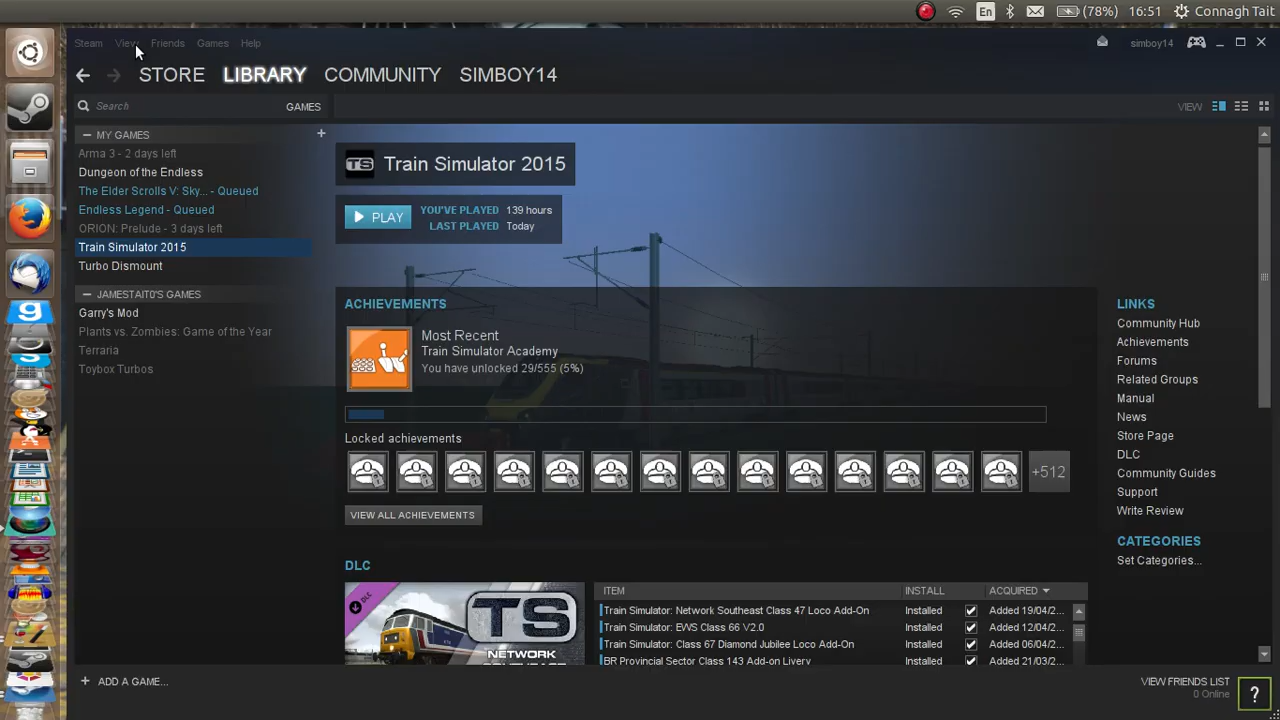 En (78%) 16:51 Connagh Tait
Steam View Friends Games Help simboy14
STORE LIBRARY COMMUNITY SIMBOY14
Search GAMES VIEW
MY GAMES
Arma 3 - 2 days left
Dungeon of the Endless
The Elder Scrolls V: Sky... - Queued
Endless Legend - Queued
ORION: Prelude - 3 days left
Train Simulator 2015
Turbo Dismount
JAMESTAIT0'S GAMES
Garry's Mod
Plants vs. Zombies: Game of the Year
Terraria
Toybox Turbos
TS Train Simulator 2015
PLAY
YOU'VE PLAYED 139 hours
LAST PLAYED Today
ACHIEVEMENTS
Most Recent
Train Simulator Academy
You have unlocked 29/555 (5%)
Locked achievements
+512
VIEW ALL ACHIEVEMENTS
DLC
DLC
TS
NETWORK
ITEM INSTALL ACQUIRED
Train Simulator: Network Southeast Class 47 Loco Add-On Installed Added 19/04/2...
Train Simulator: EWS Class 66 V2.0 Installed Added 12/04/2...
Train Simulator: Class 67 Diamond Jubilee Loco Add-On Installed Added 06/04/2...
BR Provincial Sector Class 143 Add-on Livery Installed Added 21/03/2...
LINKS
Community Hub
Achievements
Forums
Related Groups
Manual
News
Store Page
DLC
Community Guides
Support
Write Review
CATEGORIES
Set Categories...
+ ADD A GAME...
VIEW FRIENDS LIST
0 Online
?